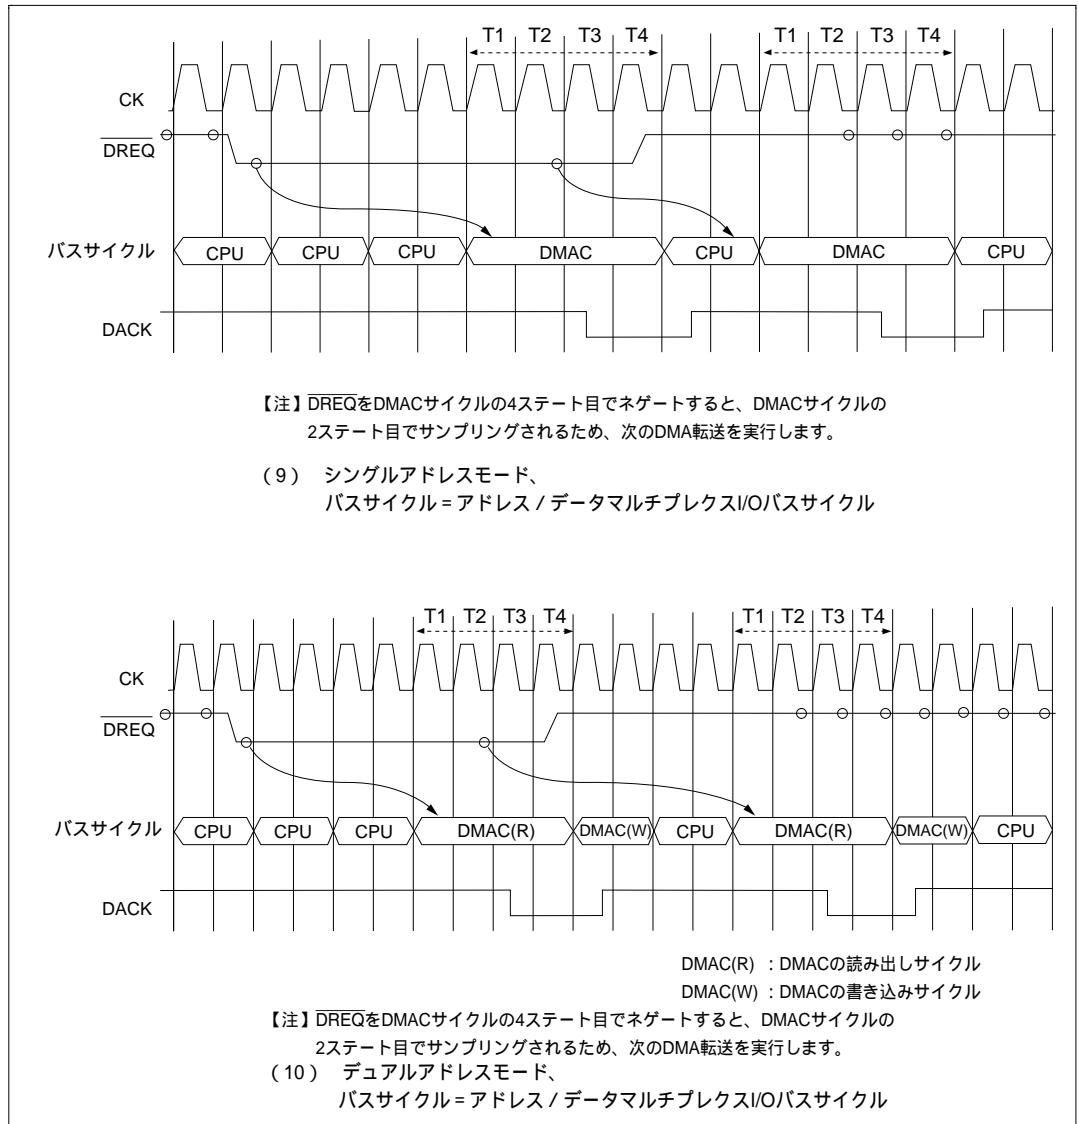 T1 T2 T3 T4 T1 T2 T3 T4
CK
DREQ
バスサイクル CPU CPU CPU DMAC CPU DMAC CPU
DACK
【注】DREQをDMACサイクルの4ステート目でネゲートすると、DMACサイクルの
2ステート目でサンプリングされるため、次のDMA転送を実行します。
（9） シングルアドレスモード、
バスサイクル = アドレス / データマルチプレクスI/Oバスサイクル
T1 T2 T3 T4 T1 T2 T3 T4
CK
DREQ
バスサイクル CPU CPU CPU DMAC(R) DMAC(W) CPU DMAC(R) DMAC(W) CPU
DACK
DMAC(R) : DMACの読み出しサイクル
DMAC(W) : DMACの書き込みサイクル
【注】DREQをDMACサイクルの4ステート目でネゲートすると、DMACサイクルの
2ステート目でサンプリングされるため、次のDMA転送を実行します。
（10） デュアルアドレスモード、
バスサイクル = アドレス / データマルチプレクスI/Oバスサイクル